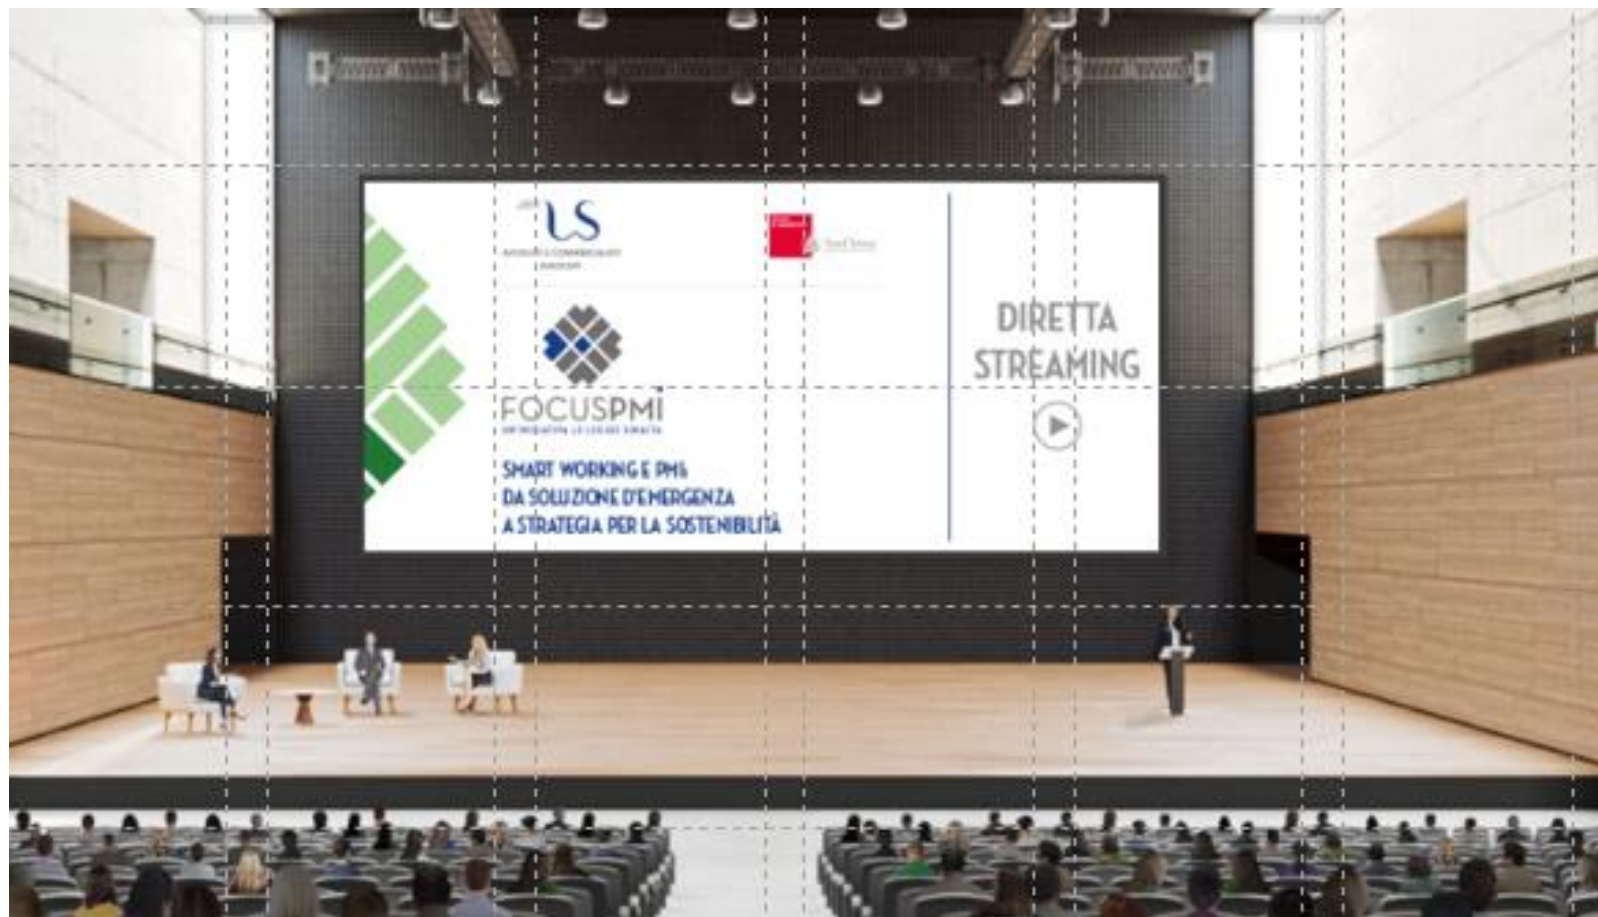 LS
FOCUSPMI
SMART WORKING E PMI:
DA SOLUZIONE D'EMERGENZA
A STRATEGIA PER LA SOSTENIBILITÀ
DIRETTA
STREAMING